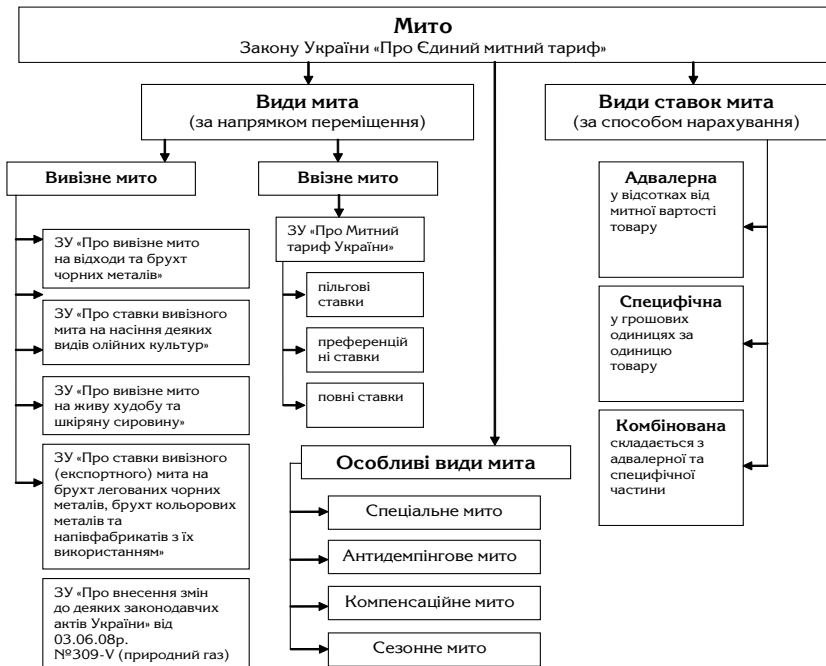 Мито
Закону України «Про Єдиний митний тариф»
Види мита
(за напрямком переміщення)
Види ставок мита
(за способом нарахування)
Вивізне мито
Ввізне мито
ЗУ «Про вивізне мито
на відходи та брухт
чорних металів»
ЗУ «Про ставки вивізного
мита на насіння деяких
видів олійних культур»
ЗУ «Про вивізне мито
на живу худобу та
шкіряну сировину»
ЗУ «Про ставки вивізного
(експортного) мита на
брухт легованих чорних
металів, брухт кольорових
металів та
напівфабрикатів з їх
використанням»
ЗУ «Про внесення змін
до деяких законодавчих
актів України» від
03.06.08р.
№309-V (природний газ)
ЗУ «Про Митний
тариф України»
пільгові
ставки
преференцій
ні ставки
повні ставки
Особливі види мита
Спеціальне мито
Антидемпінгове мито
Компенсаційне мито
Сезонне мито
Адвалерна
у відсотках від
митної вартості
товару
Специфічна
у грошових
одиницях за
одиницю
товару
Комбінована
складається з
адвалерної та
специфічної
частини